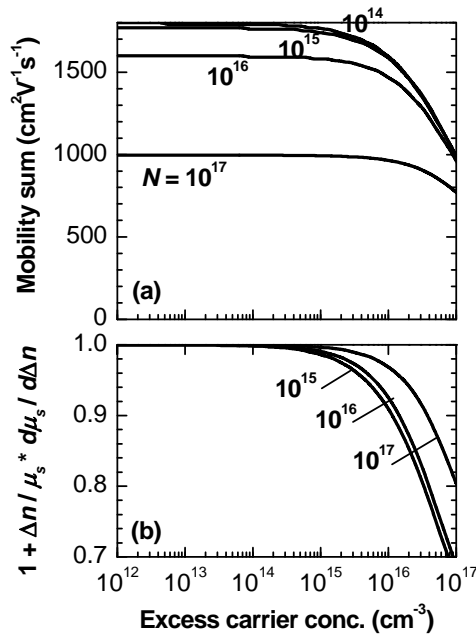 Mobility sum (cm²V⁻¹s⁻¹)
1500
1000
500
0
10¹⁴
10¹⁵
10¹⁶
N = 10¹⁷
(a)
1 + Δn / μₛ* dμₛ / dΔn
1.0
0.9
0.8
0.7
10¹⁵
10¹⁶
10¹⁷
(b)
10¹² 10¹³ 10¹⁴ 10¹⁵ 10¹⁶ 10¹⁷
Excess carrier conc. (cm⁻³)